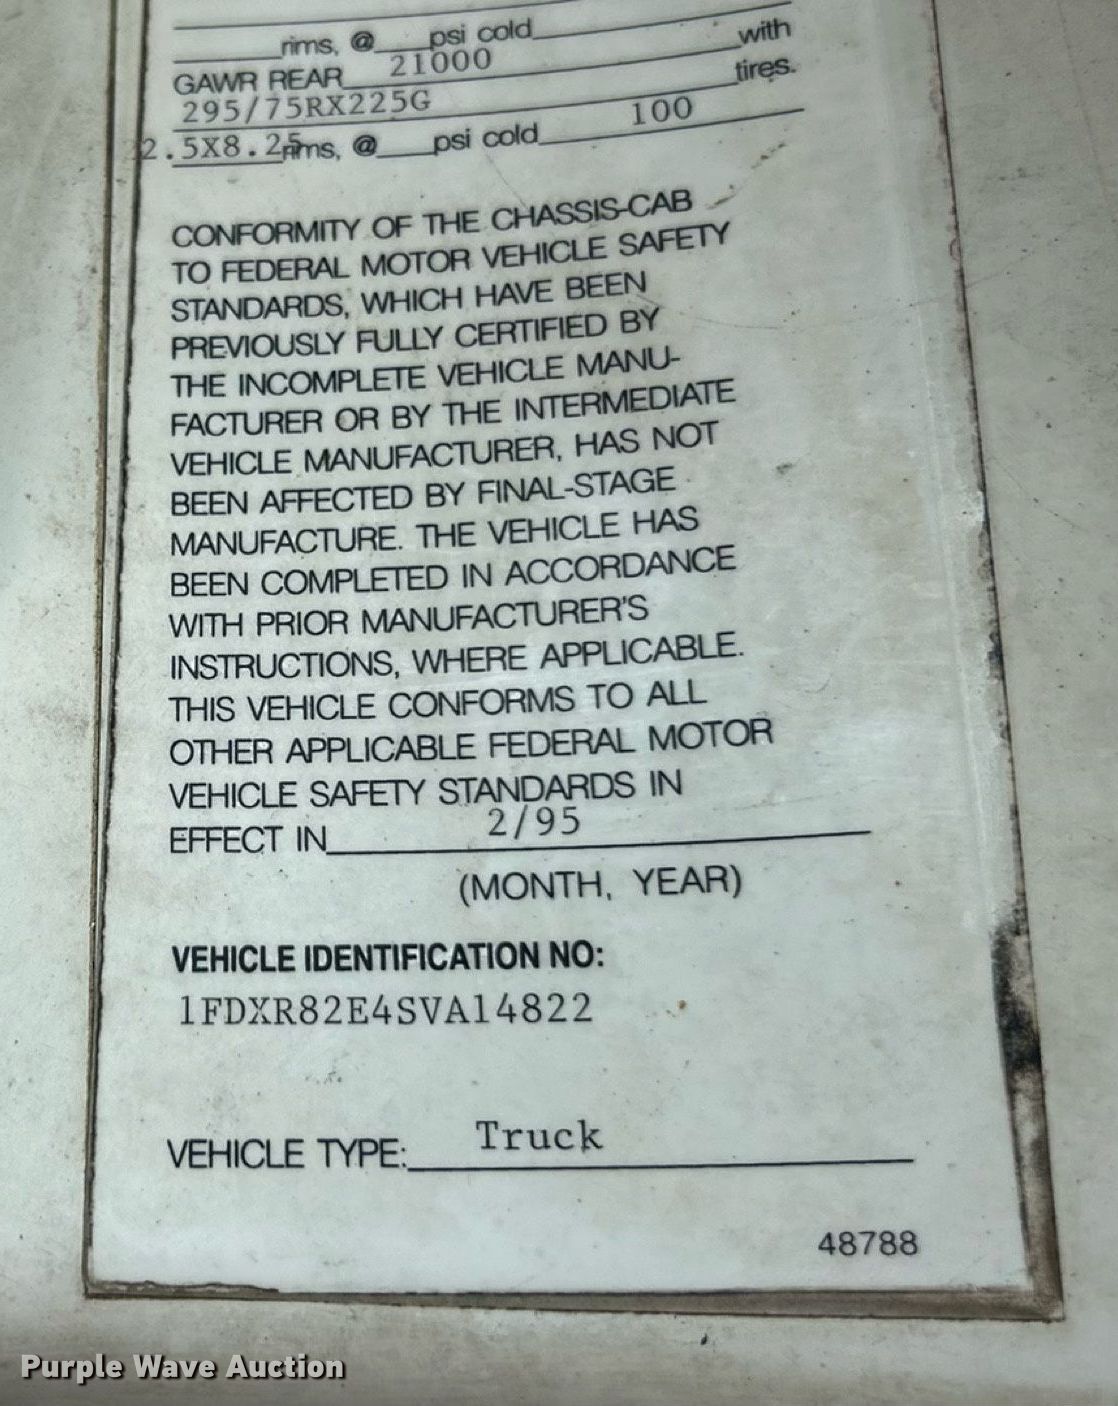 rims, @ psi cold
GAWR REAR 21000 with
295/75RX225G tires.
2.5X8.25 rims, @ psi cold 100
CONFORMITY OF THE CHASSIS-CAB
TO FEDERAL MOTOR VEHICLE SAFETY
STANDARDS, WHICH HAVE BEEN
PREVIOUSLY FULLY CERTIFIED BY
THE INCOMPLETE VEHICLE MANU-
FACTURER OR BY THE INTERMEDIATE
VEHICLE MANUFACTURER, HAS NOT
BEEN AFFECTED BY FINAL-STAGE
MANUFACTURE. THE VEHICLE HAS
BEEN COMPLETED IN ACCORDANCE
WITH PRIOR MANUFACTURER'S
INSTRUCTIONS, WHERE APPLICABLE.
THIS VEHICLE CONFORMS TO ALL
OTHER APPLICABLE FEDERAL MOTOR
VEHICLE SAFETY STANDARDS IN
EFFECT IN 2/95
(MONTH, YEAR)
VEHICLE IDENTIFICATION NO:
1FDXR82E4SVA14822
VEHICLE TYPE: Truck
48788
Purple Wave Auction